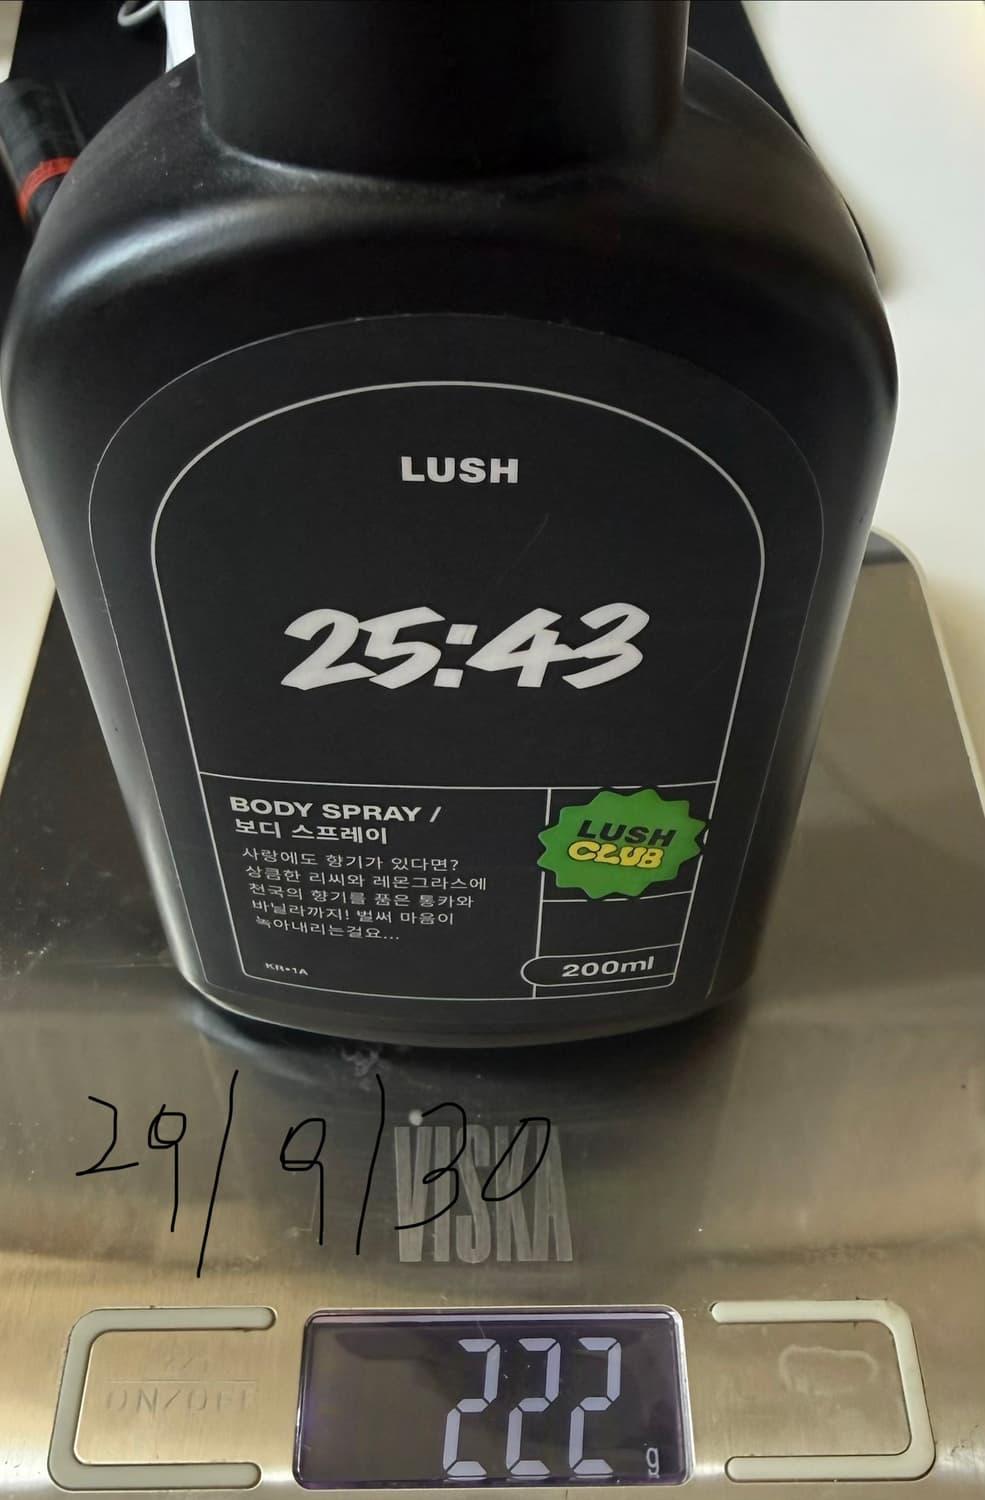 LUSH
25:43
BODY SPRAY /
보디 스프레이
사랑에도 향기가 있다면?
상큼한 리씨와 레몬그라스에
천국의 향기를 품은 통카와
바닐라까지! 벌써 마음이
녹아내리는걸요...
KR•1A
LUSH
CLUB
200ml
29/9/30
VISKA
ON/OFF
222 g